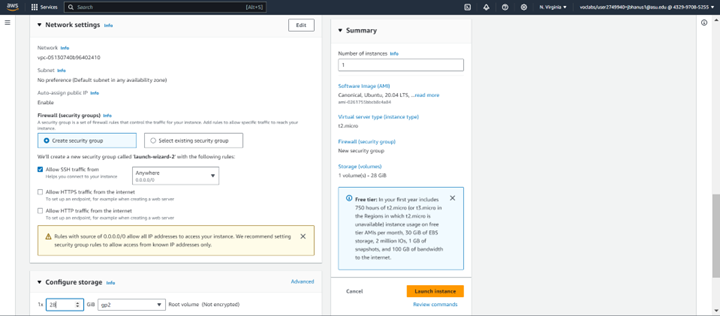 aws
Services
Search
[Alt+S]
N. Virginia
Network settings Info
Edit
Network Info
Subnet Info
No preference (Default subnet in any availability zone)
Auto-assign public IP Info
Enable
Firewall (security groups) Info
A security group is a set of firewall rules that control the traffic for your instance. Add rules to allow specific traffic to reach your
instance.
Create security group
Select existing security group
We'll create a new security group called 'launch-wizard-2' with the following rules:
Allow SSH traffic from
Helps you connect to your instance
Anywhere
0.0.0.0/0
Allow HTTPS traffic from the internet
To set up an endpoint, for example when creating a web server
Allow HTTP traffic from the internet
To set up an endpoint, for example when creating a web server
Rules with source of 0.0.0.0/0 allow all IP addresses to access your instance. We recommend setting
security group rules to allow access from known IP addresses only.
Configure storage Info
Advanced
1x
28
GiB
gp2
Root volume (Not encrypted)
Summary
Number of instances Info
1
Software Image (AMI)
Canonical, Ubuntu, 20.04 LTS, ...read more
Virtual server type (instance type)
t2.micro
Firewall (security group)
New security group
Storage (volumes)
1 volume(s) - 28 GiB
Free tier: In your first year includes
750 hours of t2.micro (or t3.micro in
the Regions in which t2.micro is
unavailable) instance usage on free
tier AMIs per month, 30 GiB of EBS
storage, 2 million IOs, 1 GB of
snapshots, and 100 GB of bandwidth
to the internet.
Cancel
Launch instance
Review commands